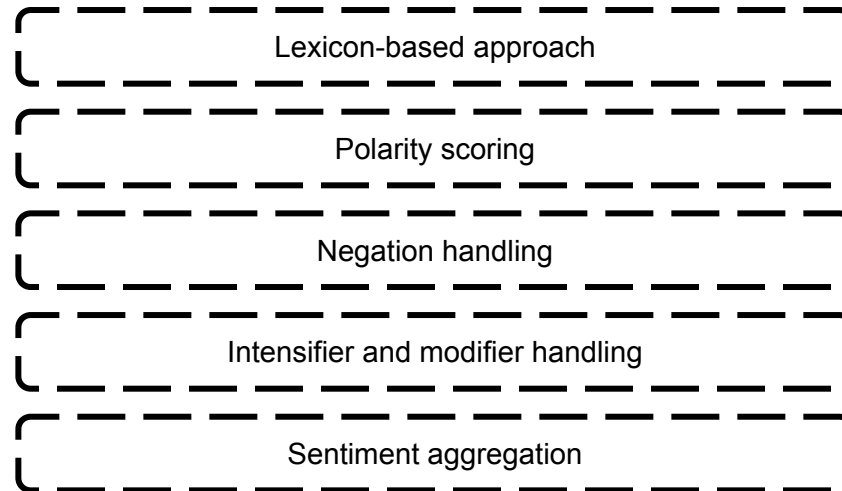 Lexicon-based approach
Polarity scoring
Negation handling
Intensifier and modifier handling
Sentiment aggregation